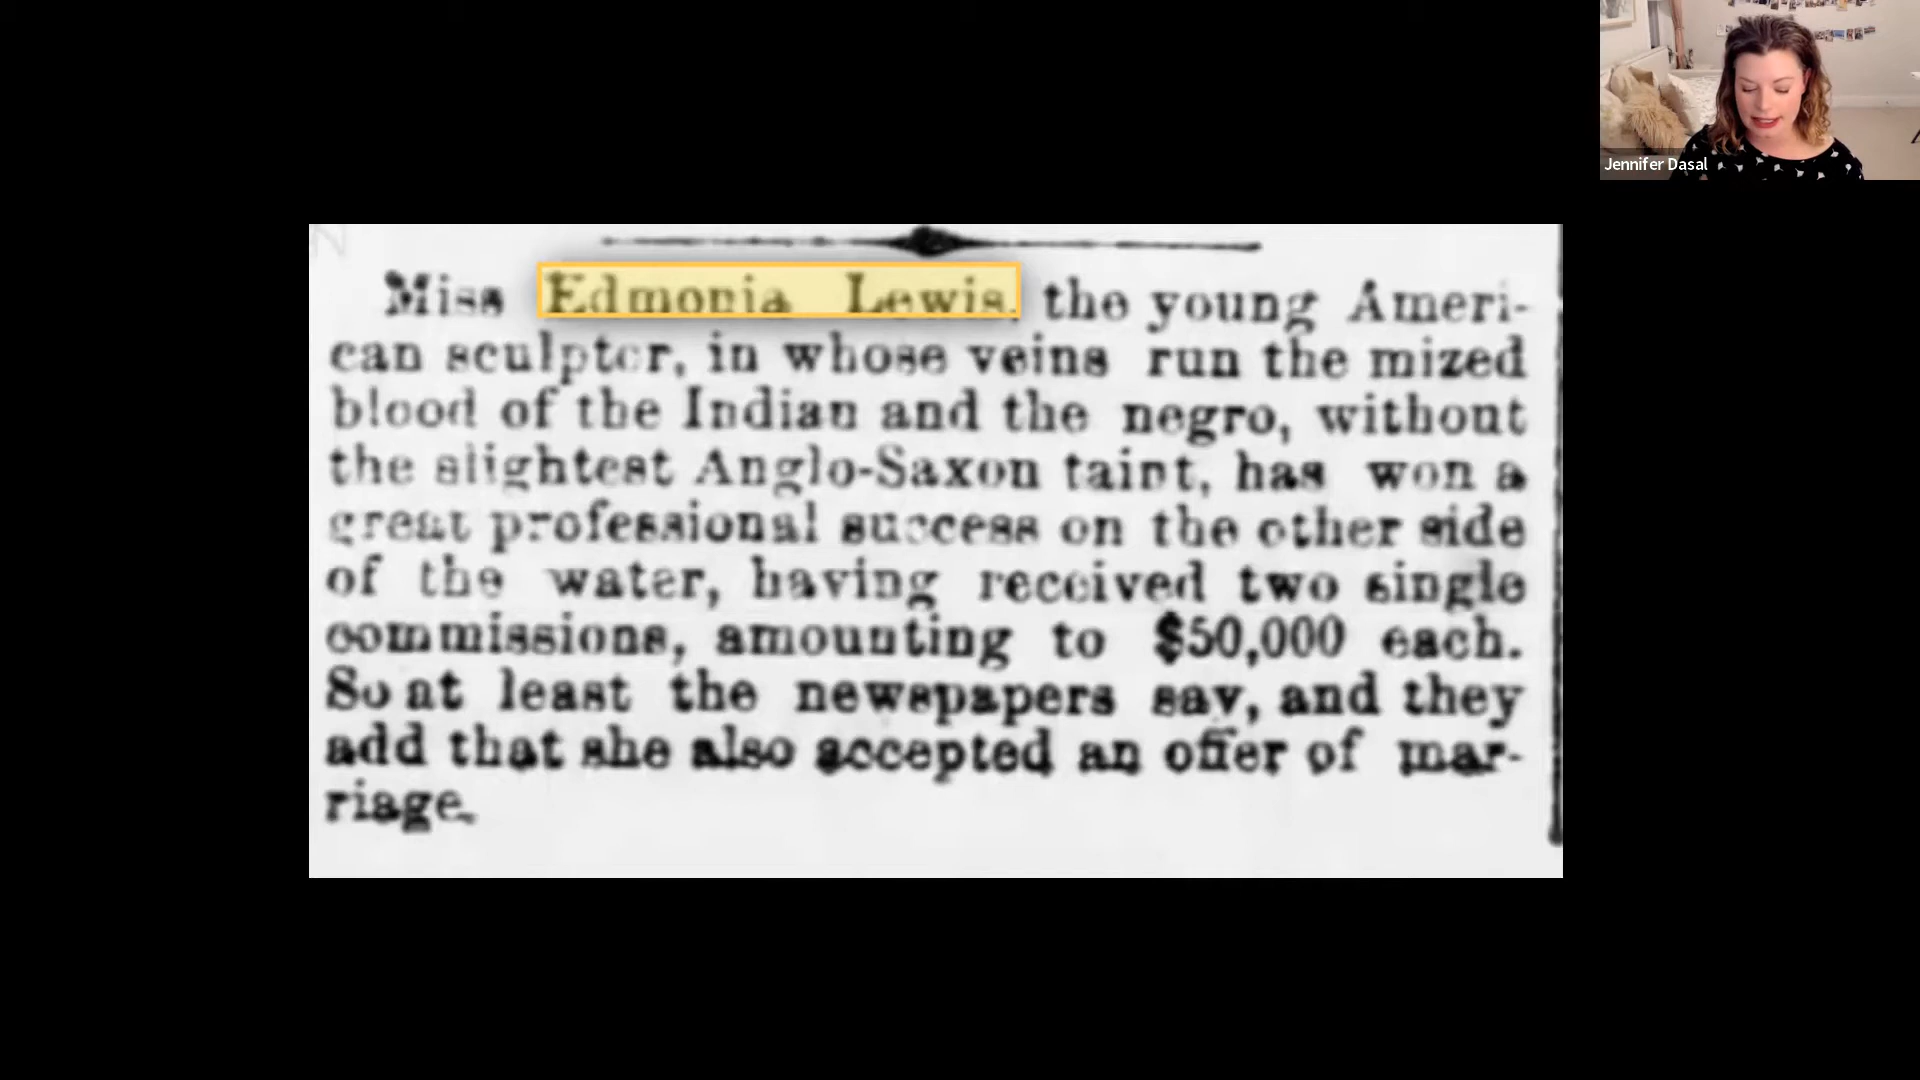 Jennifer Dasal
Miss Edmonia Lewis, the young Ameri-
can sculptor, in whose veins run the mized
blood of the Indian and the negro, without
the slightest Anglo-Saxon taint, has won a
great professional success on the other side
of the water, having received two single
commissions, amounting to $50,000 each.
So at least the newspapers say, and they
add that she also accepted an offer of mar-
riage.